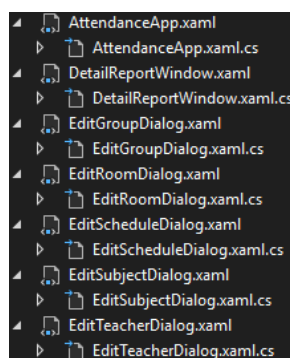 AttendanceApp.xaml
AttendanceApp.xaml.cs
DetailReportWindow.xaml
DetailReportWindow.xaml.cs
EditGroupDialog.xaml
EditGroupDialog.xaml.cs
EditRoomDialog.xaml
EditRoomDialog.xaml.cs
EditScheduleDialog.xaml
EditScheduleDialog.xaml.cs
EditSubjectDialog.xaml
EditSubjectDialog.xaml.cs
EditTeacherDialog.xaml
EditTeacherDialog.xaml.cs